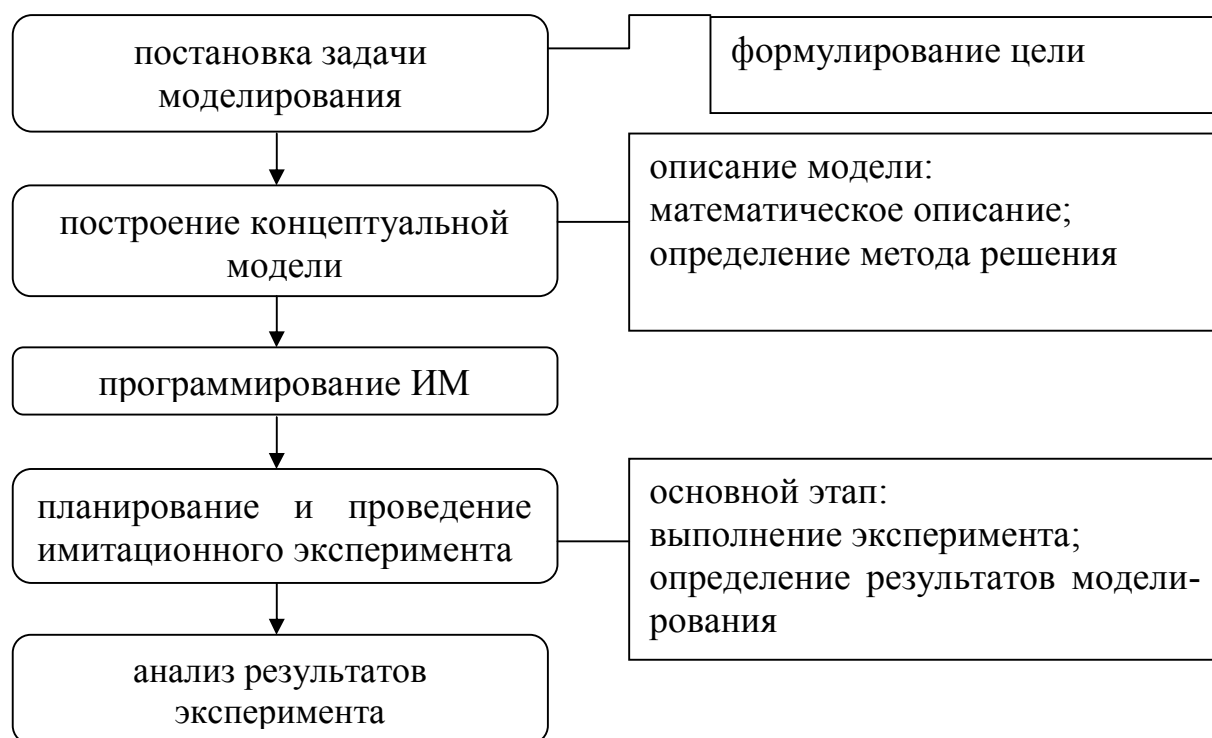 постановка задачи
моделирования
формулирование цели
построение концептуальной
модели
описание модели:
математическое описание;
определение метода решения
программирование ИМ
планирование и проведение
имитационного эксперимента
основной этап:
выполнение эксперимента;
определение результатов модели-
рования
анализ результатов
эксперимента